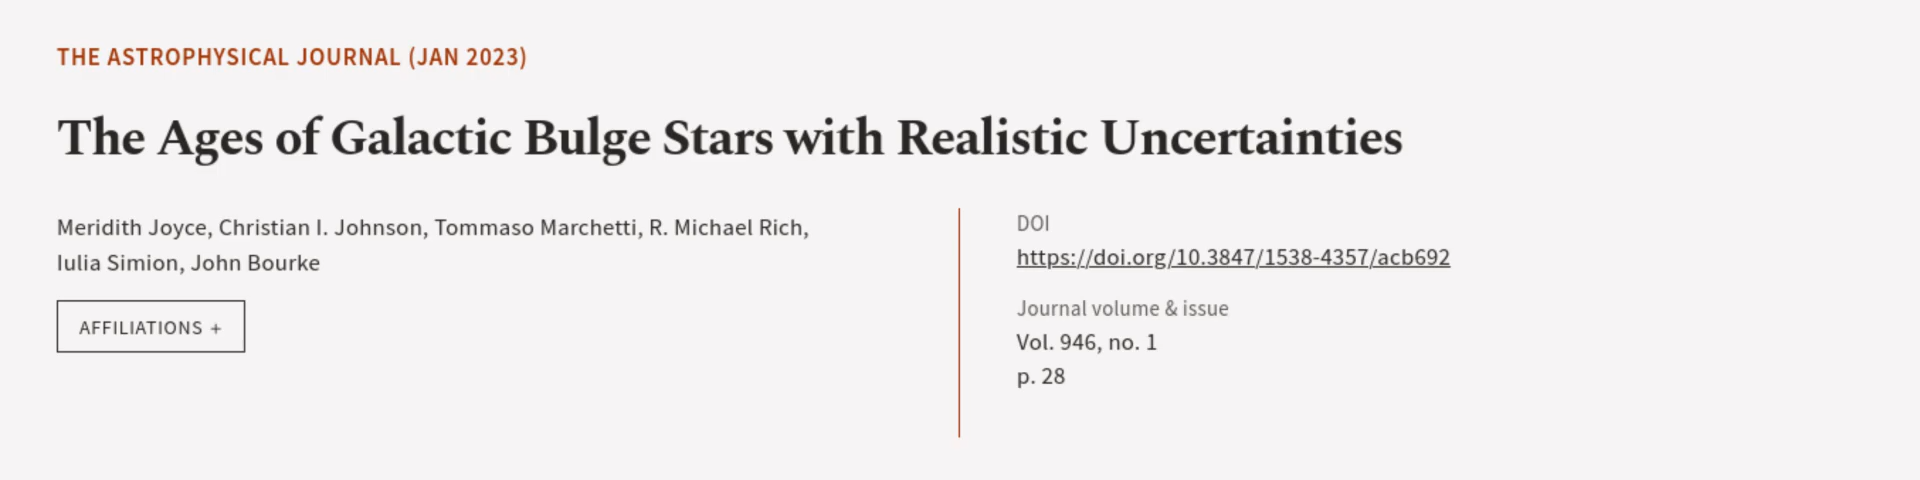 THE ASTROPHYSICAL JOURNAL (JAN 2023)
The Ages of Galactic Bulge Stars with Realistic Uncertainties
Meridith Joyce, Christian I. Johnson, Tommaso Marchetti, R. Michael Rich,
Iulia Simion, John Bourke
AFFILIATIONS +
DOI
https://doi.org/10.3847/1538-4357/acb692
Journal volume & issue
Vol. 946, no. 1
p. 28